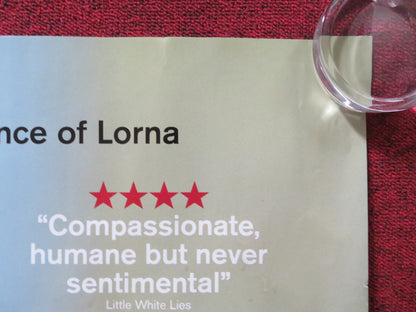 nce of Lorna
★★★★
“Compassionate,
humane but never
sentimental”
Little White Lies